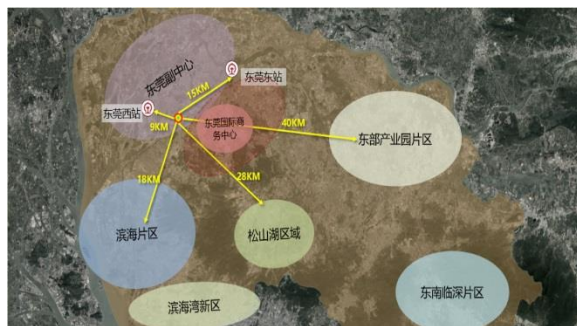 东莞副中心
东莞东站
15KM
东莞西站
9KM
东莞国际商
务中心
40KM
东部产业园片区
28KM
18KM
滨海片区
松山湖区域
东南临深片区
滨海湾新区